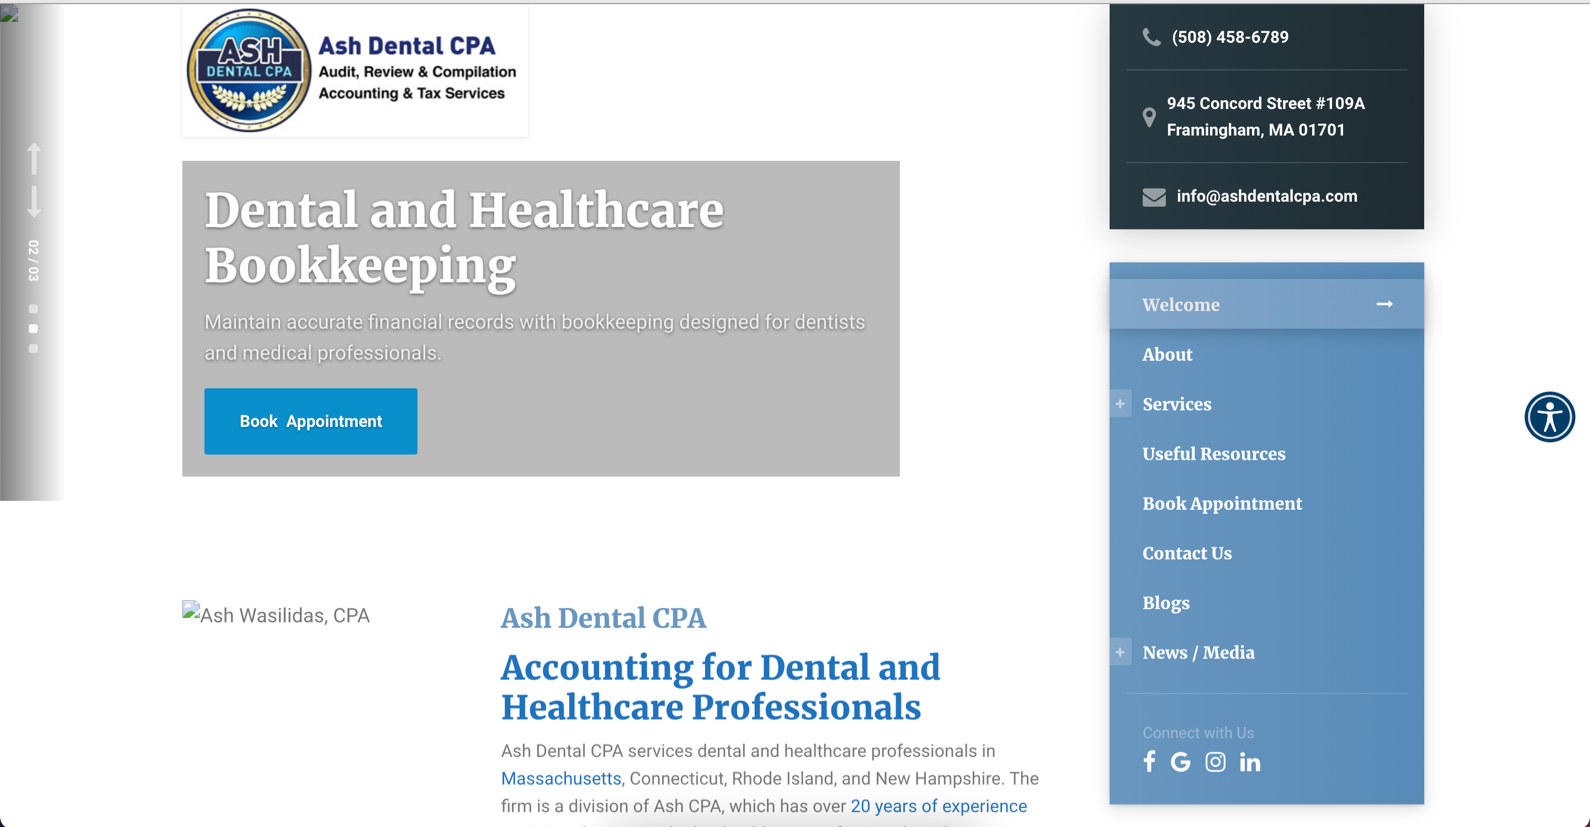 ASH
DENTAL CPA
Ash Dental CPA
Audit, Review & Compilation
Accounting & Tax Services
02 / 03
Dental and Healthcare
Bookkeeping
Maintain accurate financial records with bookkeeping designed for dentists
and medical professionals.
Book Appointment
Ash Wasilidas, CPA
Ash Dental CPA
Accounting for Dental and
Healthcare Professionals
Ash Dental CPA services dental and healthcare professionals in
Massachusetts, Connecticut, Rhode Island, and New Hampshire. The
firm is a division of Ash CPA, which has over 20 years of experience
(508) 458-6789
945 Concord Street #109A
Framingham, MA 01701
info@ashdentalcpa.com
Welcome
About
+ Services
Useful Resources
Book Appointment
Contact Us
Blogs
+ News / Media
Connect with Us